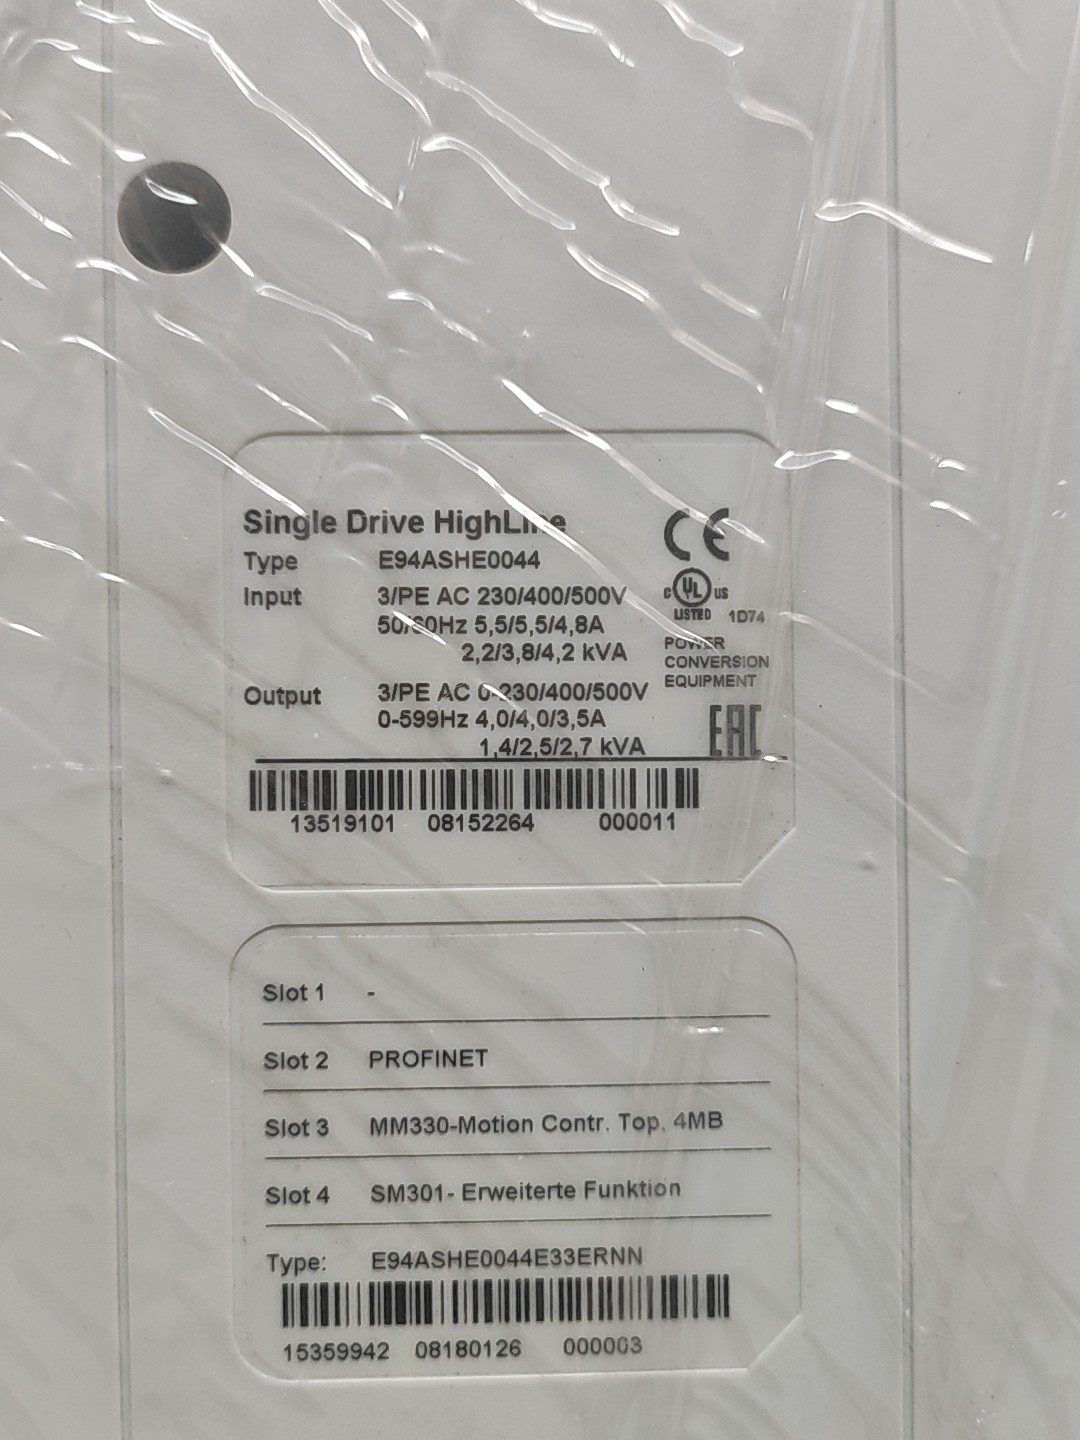 Single Drive HighLine
Type E94ASHE0044
Input 3/PE AC 230/400/500V
50/60Hz 5,5/5,5/4,8A
2,2/3,8/4,2 kVA
Output 3/PE AC 0-230/400/500V
0-599Hz 4,0/4,0/3,5A
1,4/2,5/2,7 kVA
CE
C UL US
LISTED 1D74
POWER
CONVERSION
EQUIPMENT
EAC
13519101 08152264 000011
Slot 1 -
Slot 2 PROFINET
Slot 3 MM330-Motion Contr. Top, 4MB
Slot 4 SM301- Erweiterte Funktion
Type: E94ASHE0044E33ERNN
15359942 08180126 000003